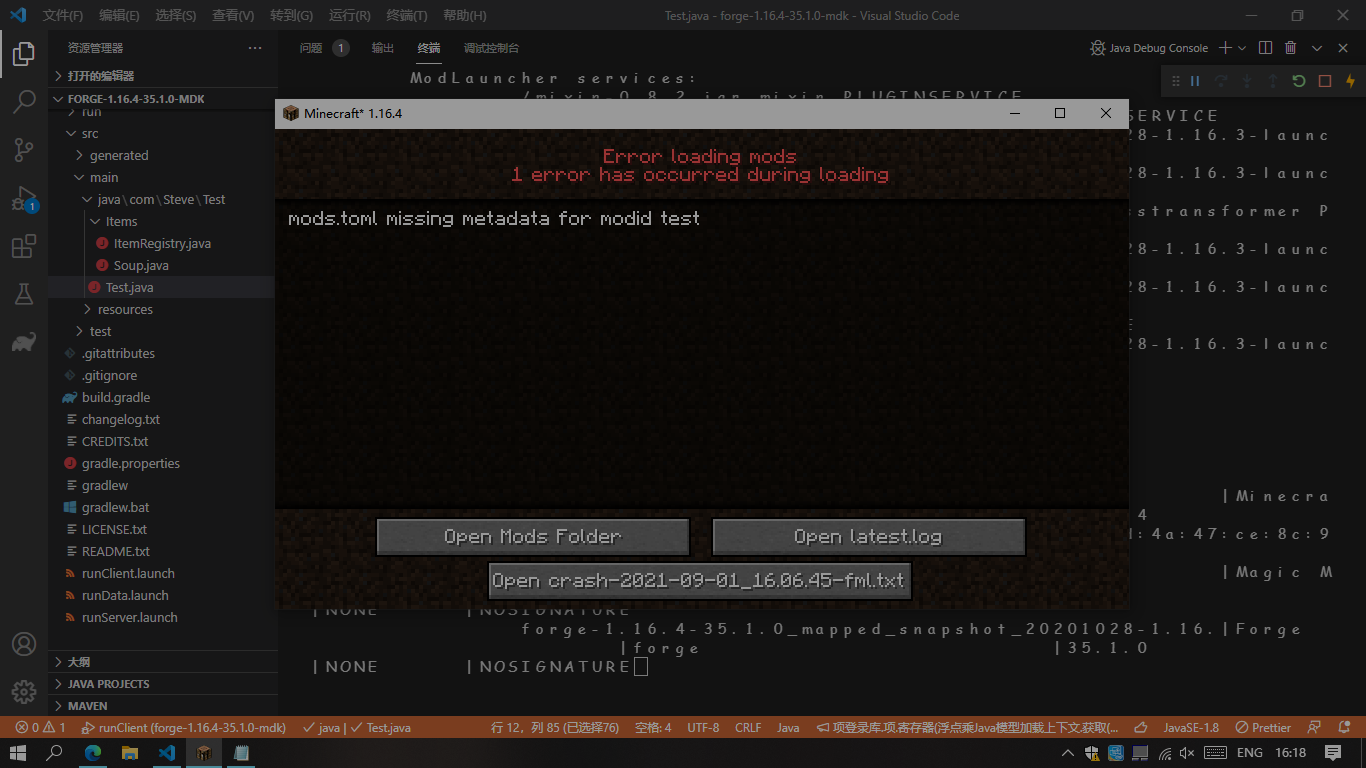 文件(F) 编辑(E) 选择(S) 查看(V) 转到(G) 运行(R) 终端(T) 帮助(H) Test.java - forge-1.16.4-35.1.0-mdk - Visual Studio Code
资源管理器
打开的编辑器
FORGE-1.16.4-35.1.0-MDK
run
src
generated
main
java\com\Steve\Test
Items
ItemRegistry.java
Soup.java
Test.java
resources
test
.gitattributes
.gitignore
build.gradle
changelog.txt
CREDITS.txt
gradle.properties
gradlew
gradlew.bat
LICENSE.txt
README.txt
runClient.launch
runData.launch
runServer.launch
大纲
JAVA PROJECTS
MAVEN
1
问题 1 输出 终端 调试控制台 Java Debug Console
ModLauncher services:
/mixin-0.8.2.jar mixin PLUGINSERVICE
SERVICE
28-1.16.3-launc
sstransformer P
28-1.16.3-launc
28-1.16.3-launc
28-1.16.3-launc
Minecraft* 1.16.4
Error loading mods
1 error has occurred during loading
mods.toml missing metadata for modid test
Open Mods Folder
Open latest.log
Open crash-2021-09-01_16.06.45-fml.txt
|Minecra
4
:4a:47:ce:8c:9
|Magic M
|NONE |NOSIGNATURE
forge-1.16.4-35.1.0_mapped_snapshot_20201028-1.16.|Forge
|forge |35.1.0
|NONE |NOSIGNATURE
0 1 runClient (forge-1.16.4-35.1.0-mdk) java | Test.java 行 12，列 85 (已选择76) 空格: 4 UTF-8 CRLF Java 项登录库.项.寄存器(浮点乘Java模型加载上下文.获取(... JavaSE-1.8 Prettier
ENG 16:18